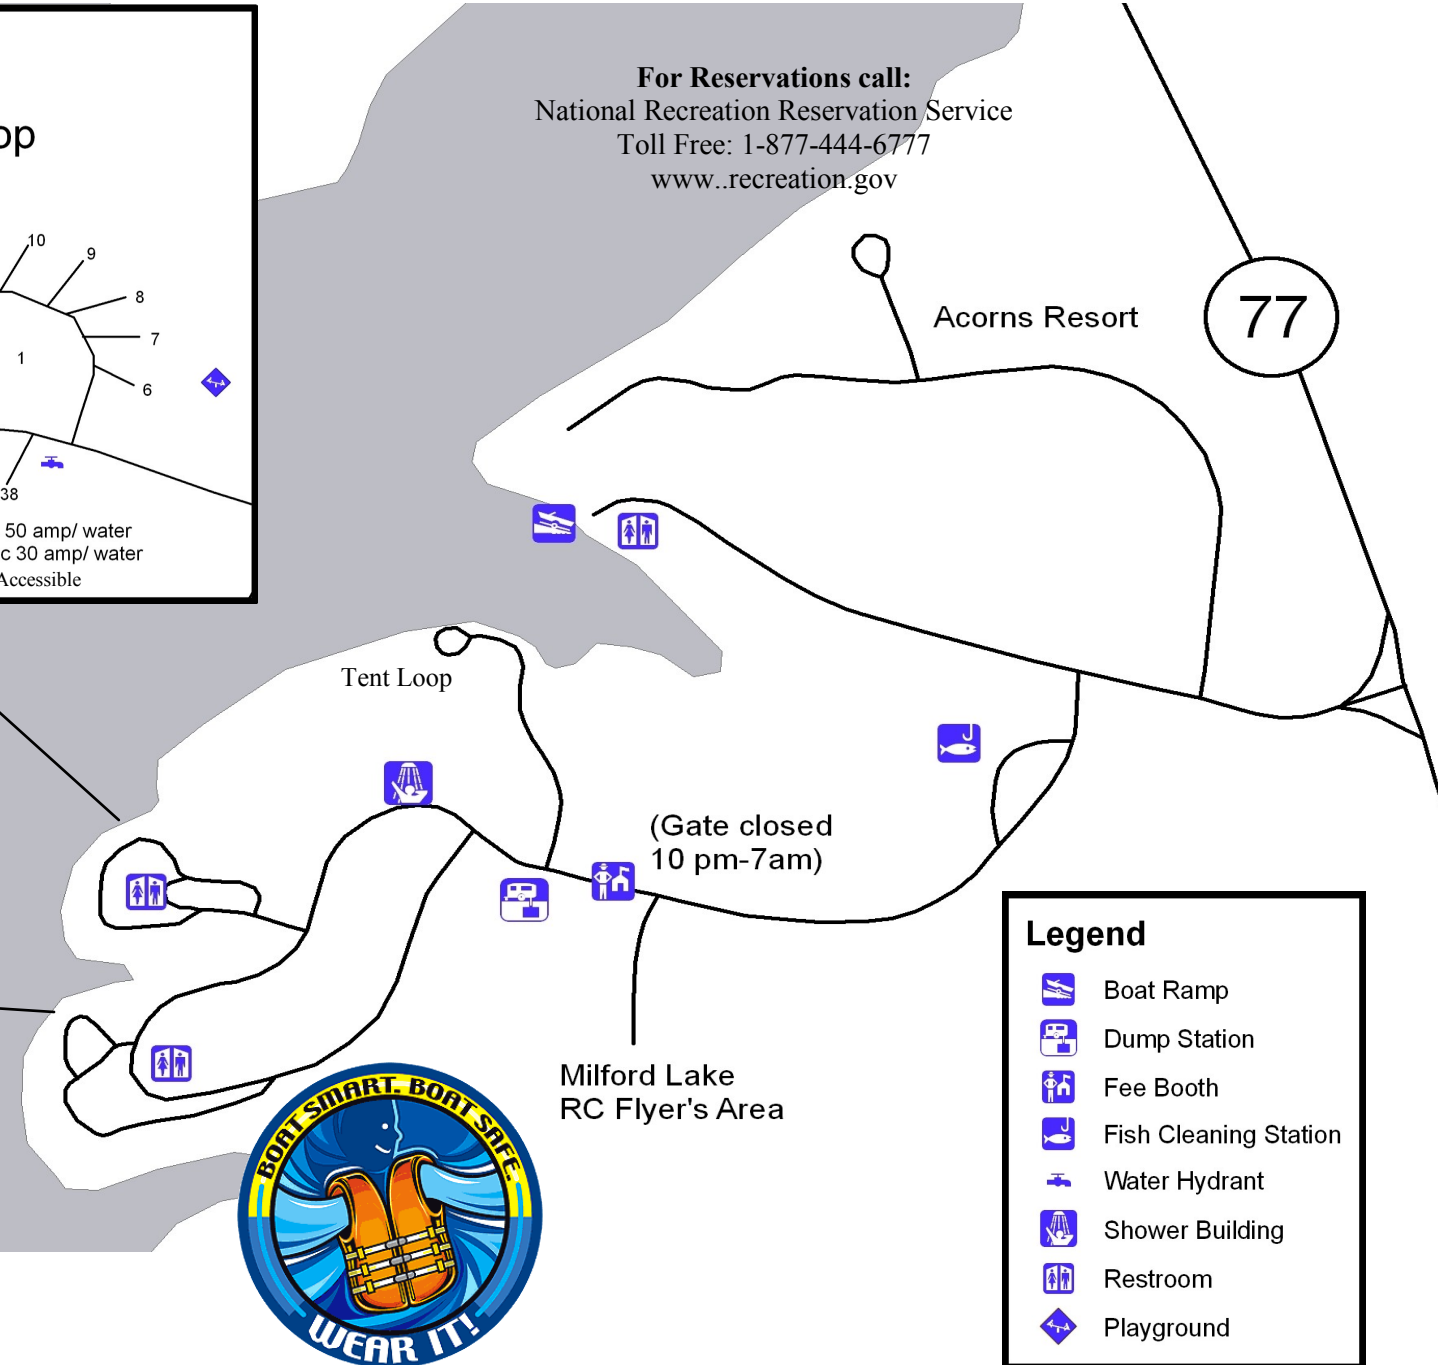 op
10
9
8
7
1
6
38
50 amp/ water
c 30 amp/ water
Accessible
For Reservations call:
National Recreation Reservation Service
Toll Free: 1-877-444-6777
www..recreation.gov
Acorns Resort
77
Tent Loop
(Gate closed
10 pm-7am)
Milford Lake
RC Flyer's Area
BOAT SMART. BOAT SAFE.
WEAR IT!
Legend
Boat Ramp
Dump Station
Fee Booth
Fish Cleaning Station
Water Hydrant
Shower Building
Restroom
Playground